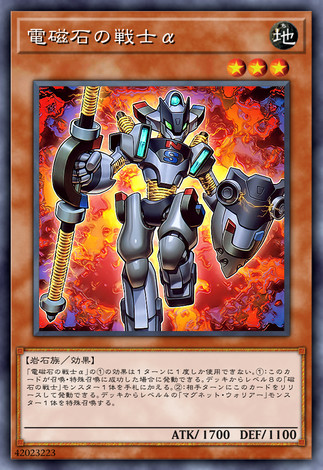 電磁石の戦士α
地
【岩石族／効果】
「電磁石の戦士α」の①の効果は１ターンに１度しか使用できない。①：このカ
ードが召喚・特殊召喚に成功した場合に発動できる。デッキからレベル８の「磁
石の戦士」モンスター１体を手札に加える。②：相手ターンにこのカードをリリ
ースして発動できる。デッキからレベル４の「マグネット・ウォリアー」モンス
ター１体を特殊召喚する。
ATK/1700 DEF/1100
42023223